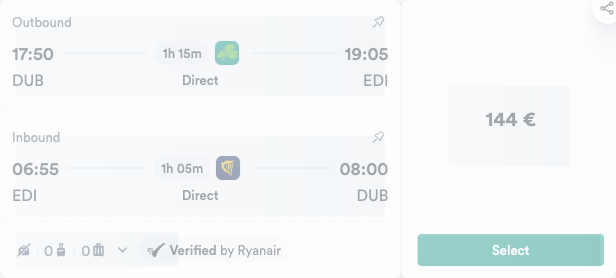 Outbound
17:50 1h 15m 19:05
DUB Direct EDI
Inbound
06:55 1h 05m 08:00
EDI Direct DUB
0 0 Verified by Ryanair
144 €
Select